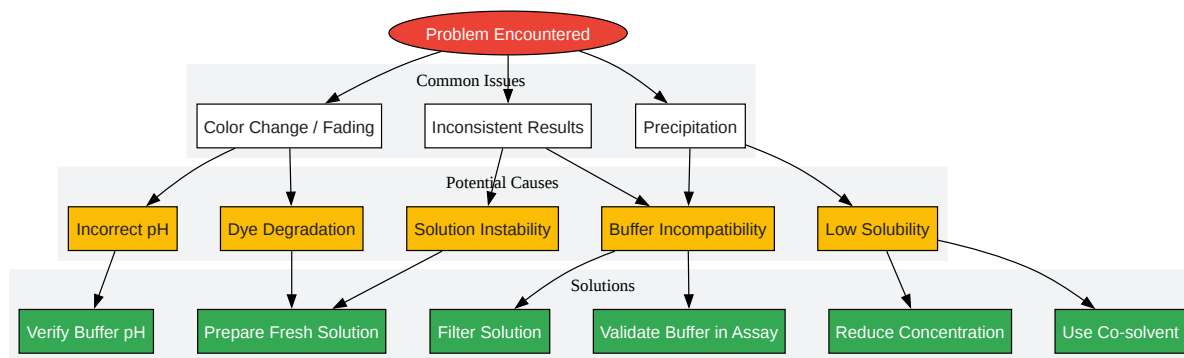 Problem Encountered
Common Issues
Color Change / Fading
Inconsistent Results
Precipitation
Potential Causes
Incorrect pH
Dye Degradation
Solution Instability
Buffer Incompatibility
Low Solubility
Solutions
Verify Buffer pH
Prepare Fresh Solution
Filter Solution
Validate Buffer in Assay
Reduce Concentration
Use Co-solvent